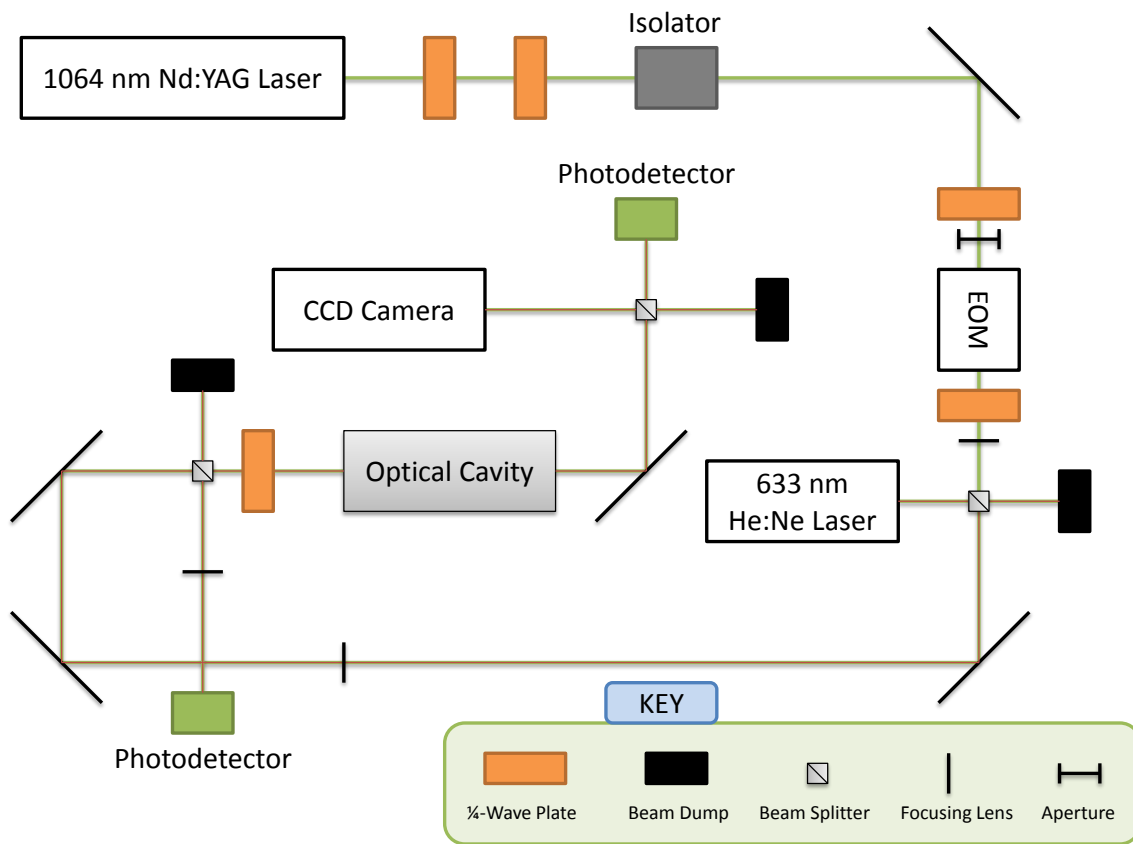 Isolator
1064 nm Nd:YAG Laser
Photodetector
CCD Camera
EOM
Optical Cavity
633 nm
He:Ne Laser
Photodetector
KEY
¼-Wave Plate
Beam Dump
Beam Splitter
Focusing Lens
Aperture